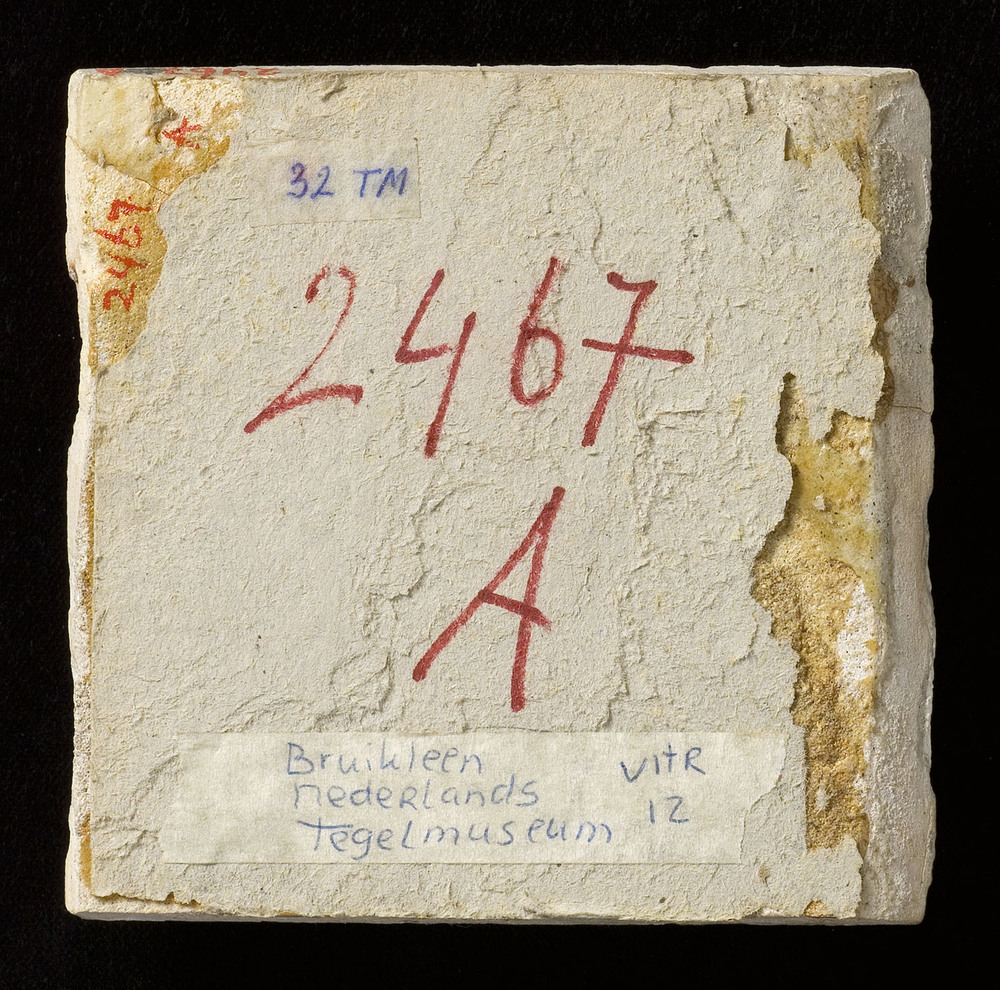 32 TM
2467
A
2467
A
Bruikleen
nederlands
Tegelmuseum
VITR
12